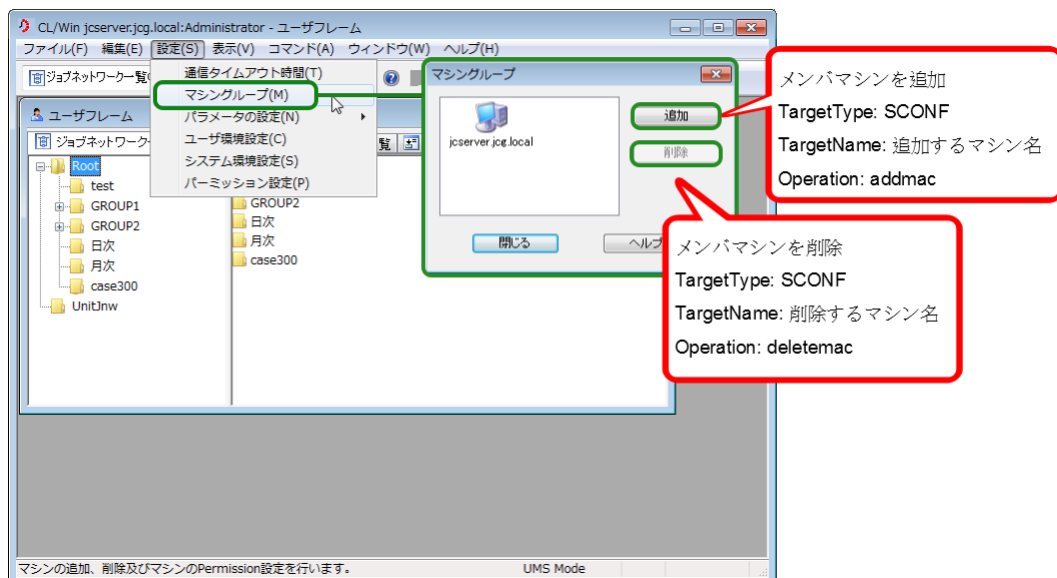 CL/Win jcserver.jcg.local:Administrator - ユーザフレーム
ファイル(F) 編集(E) 設定(S) 表示(V) コマンド(A) ウィンドウ(W) ヘルプ(H)
ジョブネットワーク一覧
通信タイムアウト時間(T)
マシングループ(M)
パラメータの設定(N)
ユーザ環境設定(C)
システム環境設定(S)
パーミッション設定(P)
ユーザフレーム
ジョブネットワーク
覧
Root
test
GROUP1
GROUP2
日次
月次
case300
UnitJnw
GROUP2
日次
月次
case300
マシングループ
jcserver.jcg.local
追加
削除
閉じる
ヘルプ
メンバマシンを追加
TargetType: SCONF
TargetName: 追加するマシン名
Operation: addmac
メンバマシンを削除
TargetType: SCONF
TargetName: 削除するマシン名
Operation: deletemac
マシンの追加、削除及びマシンのPermission設定を行います。
UMS Mode